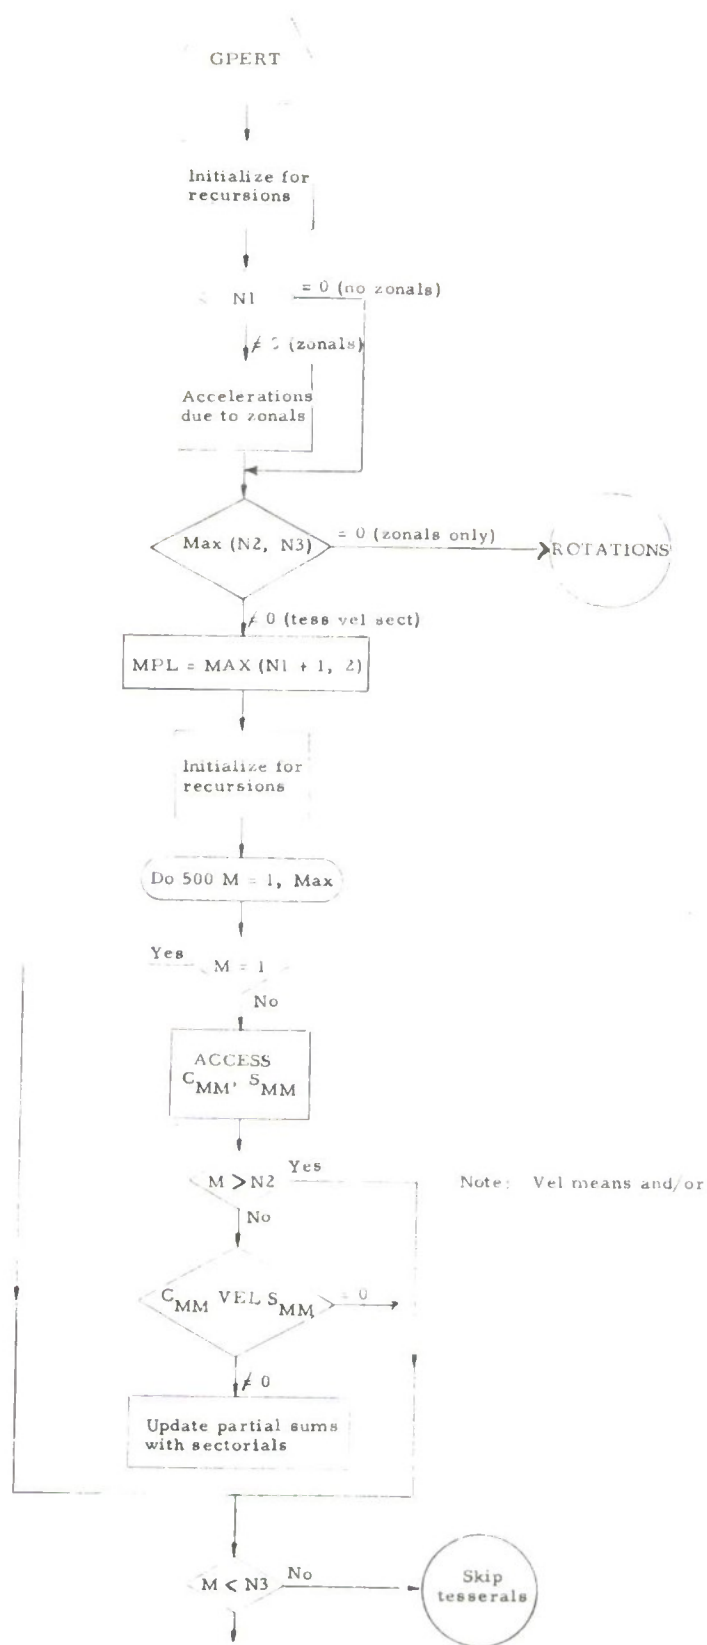 GPERT
Initialize for
recursions
N1
= 0 (no zonals)
≠ 0 (zonals)
Accelerations
due to zonals
Max (N2, N3)
= 0 (zonals only)
ROTATIONS
≠ 0 (tess vel sect)
MPL = MAX (N1 + 1, 2)
Initialize for
recursions
Do 500 M = 1, Max
Yes
M = 1
No
ACCESS
CMM, SMM
M > N2
Yes
Note: Vel means and/or
No
CMM VEL SMM
= 0
≠ 0
Update partial sums
with sectorials
M < N3
No
Skip
tesserals